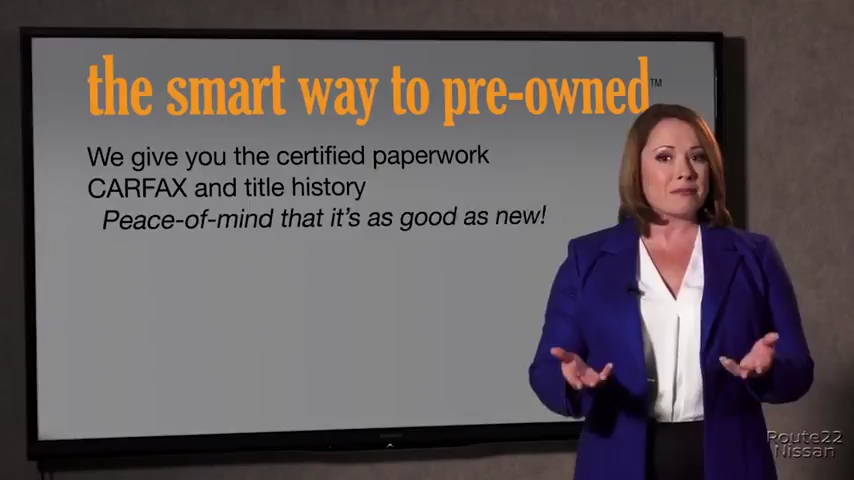 the smart way to pre-owned™
We give you the certified paperwork
CARFAX and title history
Peace-of-mind that it's as good as new!
Route22
Nissan